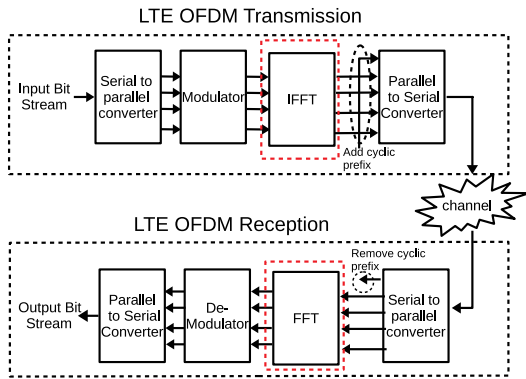 LTE OFDM Transmission
Input Bit
Stream
Serial to
parallel
converter
Modulator
IFFT
Add cyclic
prefix
Parallel
to Serial
Converter
channel
LTE OFDM Reception
Output Bit
Stream
Parallel
to Serial
Converter
De-
Modulator
FFT
Remove cyclic
prefix
Serial to
parallel
converter